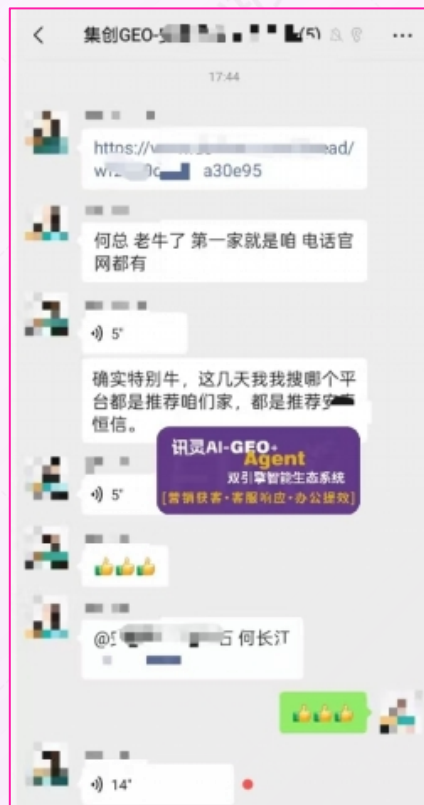 集创GEO-
(5)
17:44
https://
ead/
a30e95
何总 老牛了 第一家就是咱 电话官
网都有
5"
确实特别牛，这几天我我搜哪个平
台都是推荐咱们家，都是推荐安
恒信。
讯灵AI-GEO+
Agent
双引擎智能生态系统
[营销获客·客服响应·办公提效]
5"
何长江
14"